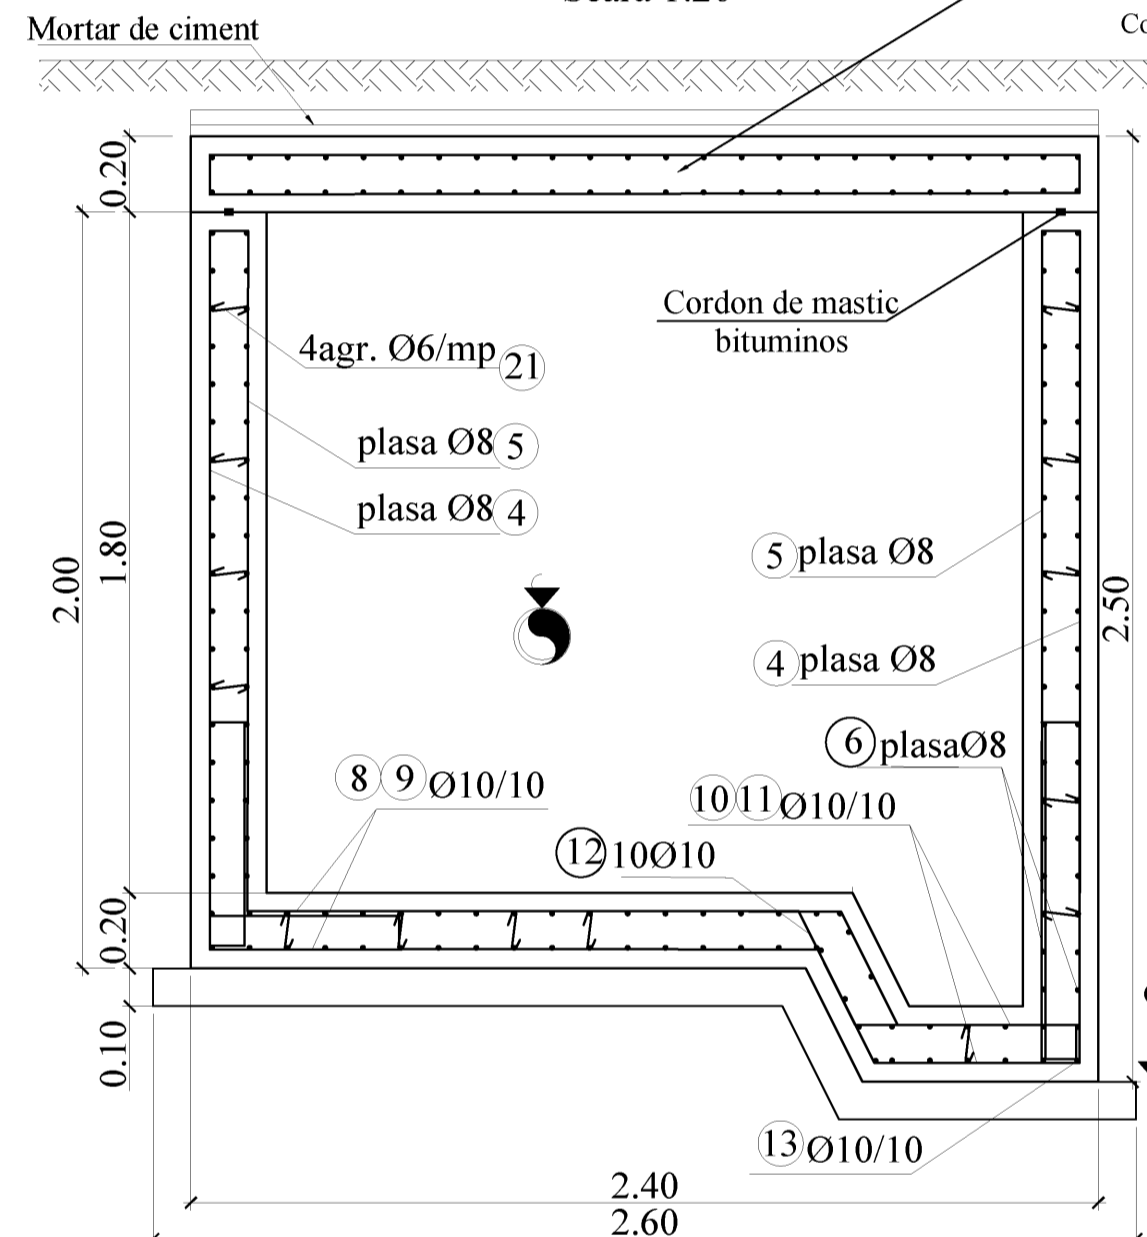 Mortar de ciment
Co
0.20
Cordon de mastic
bituminos
4agr. Ø6/mp 21
plasa Ø8 5
plasa Ø8 4
5 plasa Ø8
4 plasa Ø8
2.00
1.80
2.50
6 plasaØ8
8 9 Ø10/10
10 11 Ø10/10
12 10Ø10
0.20
0.10
13 Ø10/10
2.40
2.60